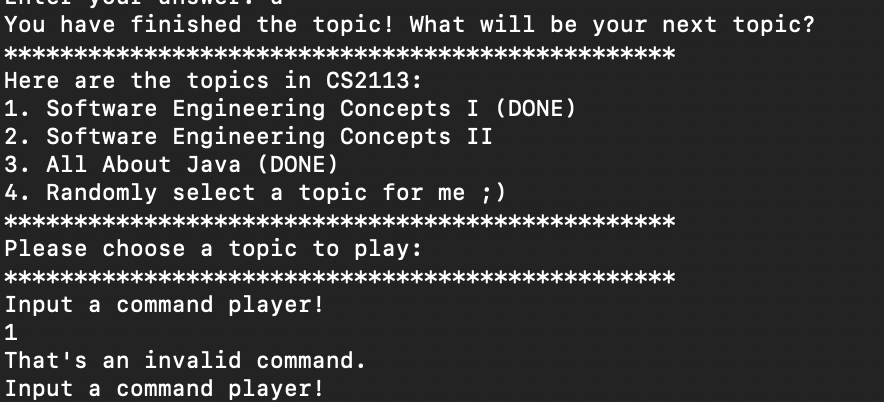 Enter your answer: a
You have finished the topic! What will be your next topic?
************************************************
Here are the topics in CS2113:
1. Software Engineering Concepts I (DONE)
2. Software Engineering Concepts II
3. All About Java (DONE)
4. Randomly select a topic for me ;)
************************************************
Please choose a topic to play:
************************************************
Input a command player!
1
That's an invalid command.
Input a command player!